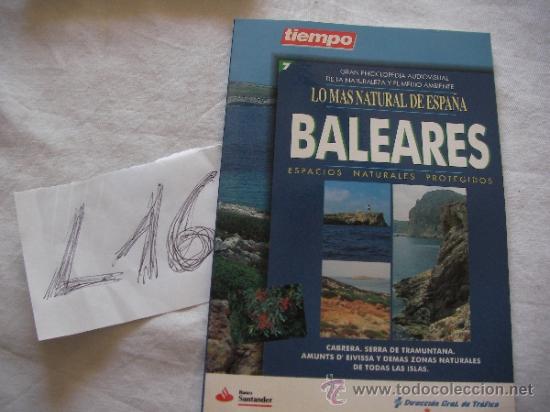 tiempo
7
GRAN ENCICLOPEDIA AUDIOVISUAL
DE LA NATURALEZA Y EL MEDIO AMBIENTE
LO MAS NATURAL DE ESPAÑA
BALEARES
ESPACIOS NATURALES PROTEGIDOS
L16
CABRERA. SERRA DE TRAMUNTANA.
AMUNTS D' EIVISSA Y DEMAS ZONAS NATURALES
DE TODAS LAS ISLAS.
Banco
Santander
Dirección Gral. de Tráfico
www.todocoleccion.net